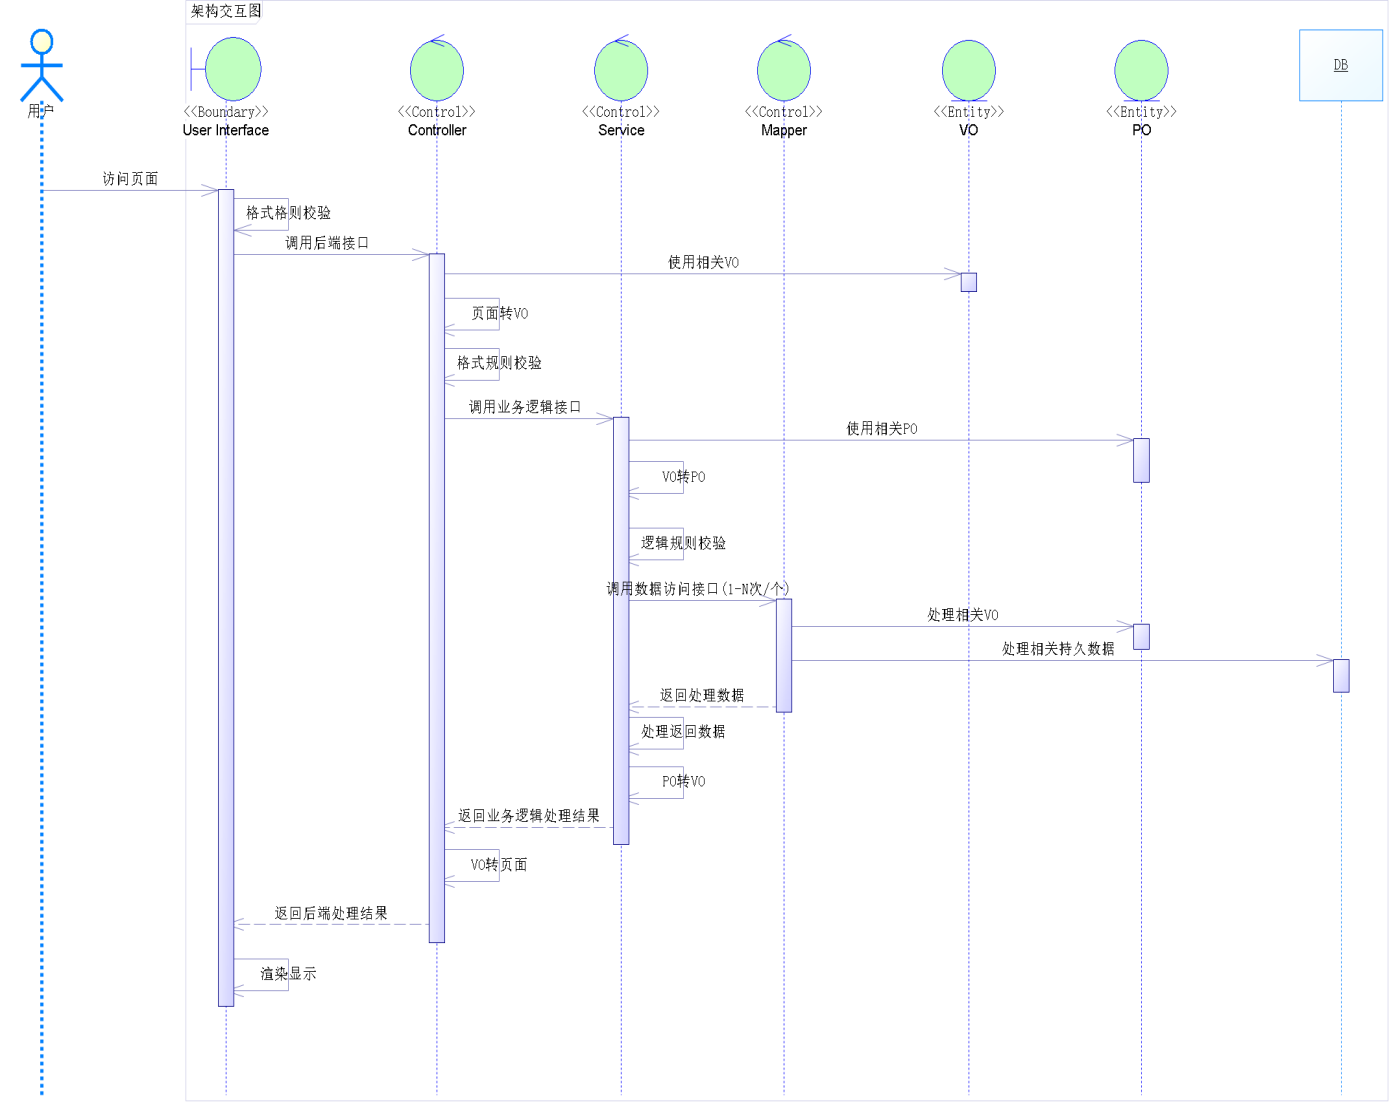 架构交互图
用户
<<Boundary>>
User Interface
<<Control>>
Controller
<<Control>>
Service
<<Control>>
Mapper
<<Entity>>
VO
<<Entity>>
PO
DB
访问页面
格式格则校验
调用后端接口
使用相关VO
页面转VO
格式规则校验
调用业务逻辑接口
使用相关PO
VO转PO
逻辑规则校验
调用数据访问接口(1-N次/个)
处理相关VO
处理相关持久数据
返回处理数据
处理返回数据
PO转VO
返回业务逻辑处理结果
VO转页面
返回后端处理结果
渲染显示